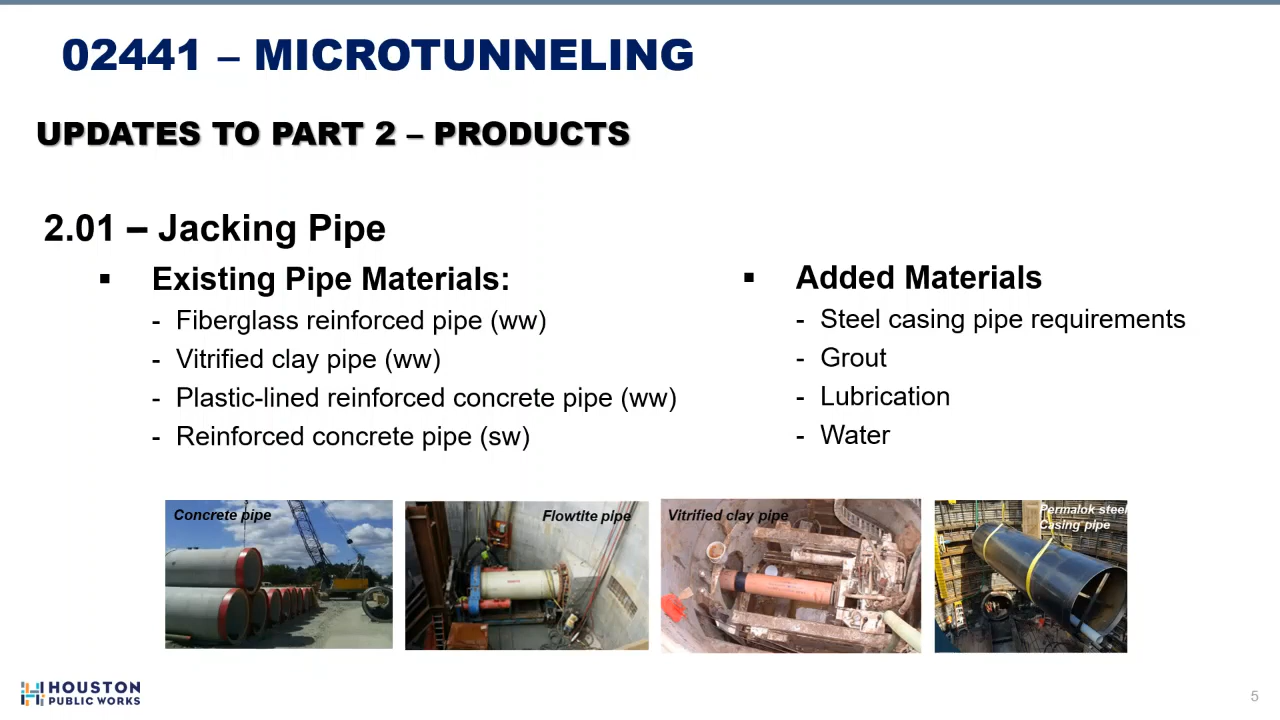 02441 – MICROTUNNELING
UPDATES TO PART 2 – PRODUCTS
2.01 – Jacking Pipe
▪ Existing Pipe Materials:
- Fiberglass reinforced pipe (ww)
- Vitrified clay pipe (ww)
- Plastic-lined reinforced concrete pipe (ww)
- Reinforced concrete pipe (sw)
▪ Added Materials
- Steel casing pipe requirements
- Grout
- Lubrication
- Water
Concrete pipe
Flowtite pipe
Vitrified clay pipe
Permalok steel
Casing pipe
HOUSTON
PUBLIC WORKS
5